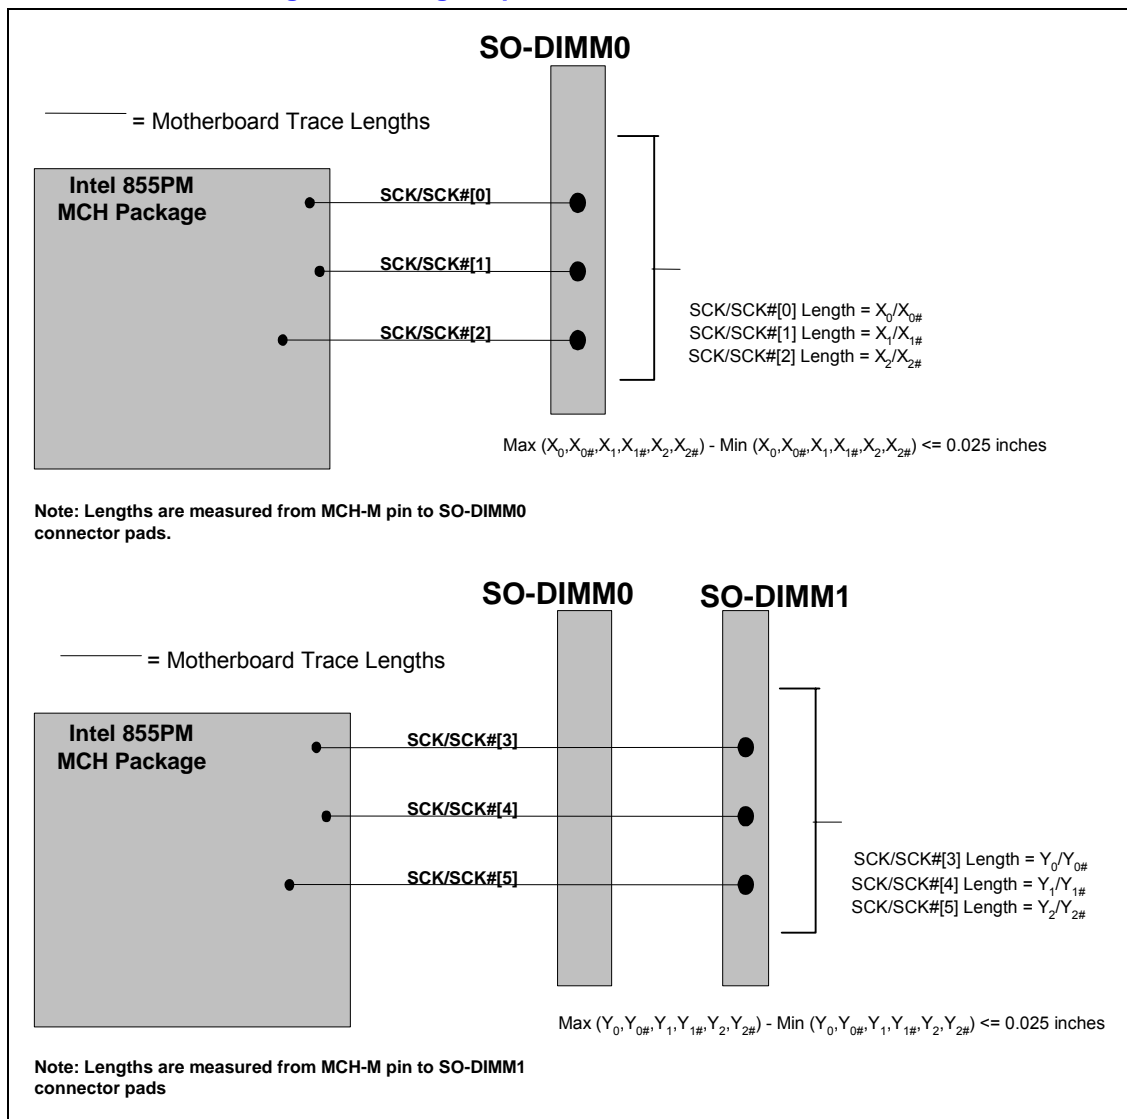 SO-DIMM0
= Motherboard Trace Lengths
Intel 855PM
MCH Package
SCK/SCK#[0]
SCK/SCK#[1]
SCK/SCK#[2]
SCK/SCK#[0] Length = X0/X0#
SCK/SCK#[1] Length = X1/X1#
SCK/SCK#[2] Length = X2/X2#
Max (X0,X0#,X1,X1#,X2,X2#) - Min (X0,X0#,X1,X1#,X2,X2#) <= 0.025 inches
Note: Lengths are measured from MCH-M pin to SO-DIMM0
connector pads.
SO-DIMM0
SO-DIMM1
= Motherboard Trace Lengths
Intel 855PM
MCH Package
SCK/SCK#[3]
SCK/SCK#[4]
SCK/SCK#[5]
SCK/SCK#[3] Length = Y0/Y0#
SCK/SCK#[4] Length = Y1/Y1#
SCK/SCK#[5] Length = Y2/Y2#
Max (Y0,Y0#,Y1,Y1#,Y2,Y2#) - Min (Y0,Y0#,Y1,Y1#,Y2,Y2#) <= 0.025 inches
Note: Lengths are measured from MCH-M pin to SO-DIMM1
connector pads